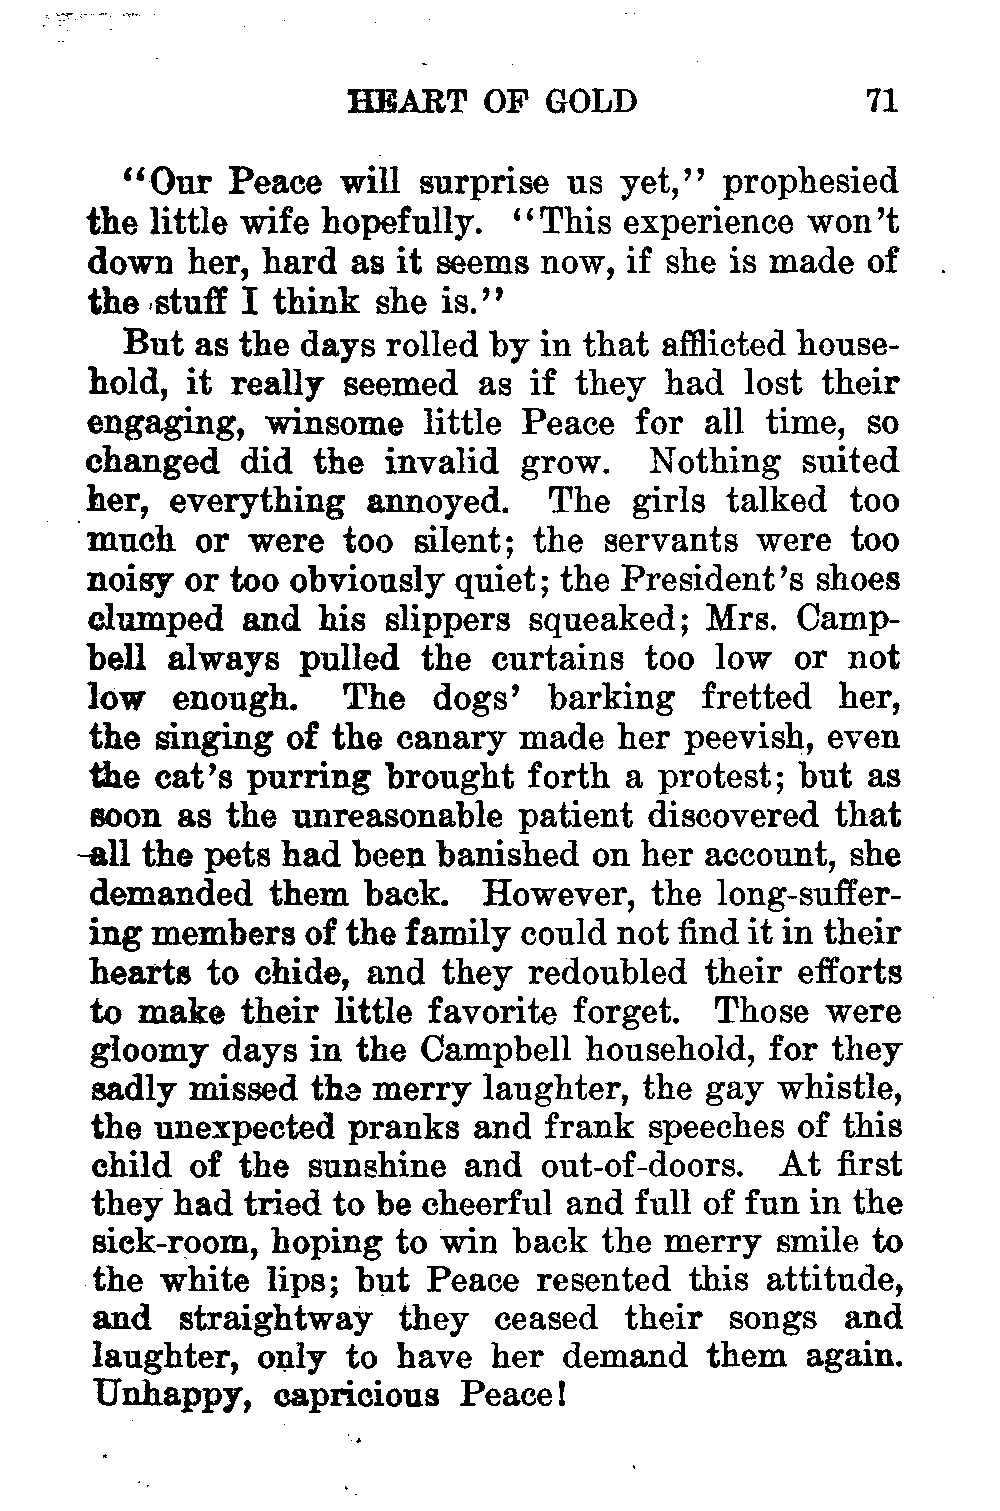 HEART OF GOLD 71
"Our Peace will surprise us yet," prophesied
the little wife hopefully. "This experience won't
down her, hard as it seems now, if she is made of
the stuff I think she is."
But as the days rolled by in that afflicted house-
hold, it really seemed as if they had lost their
engaging, winsome little Peace for all time, so
changed did the invalid grow. Nothing suited
her, everything annoyed. The girls talked too
much or were too silent; the servants were too
noisy or too obviously quiet; the President's shoes
clumped and his slippers squeaked; Mrs. Camp-
bell always pulled the curtains too low or not
low enough. The dogs' barking fretted her,
the singing of the canary made her peevish, even
the cat's purring brought forth a protest; but as
soon as the unreasonable patient discovered that
all the pets had been banished on her account, she
demanded them back. However, the long-suffer-
ing members of the family could not find it in their
hearts to chide, and they redoubled their efforts
to make their little favorite forget. Those were
gloomy days in the Campbell household, for they
sadly missed the merry laughter, the gay whistle,
the unexpected pranks and frank speeches of this
child of the sunshine and out-of-doors. At first
they had tried to be cheerful and full of fun in the
sick-room, hoping to win back the merry smile to
the white lips; but Peace resented this attitude,
and straightway they ceased their songs and
laughter, only to have her demand them again.
Unhappy, capricious Peace!